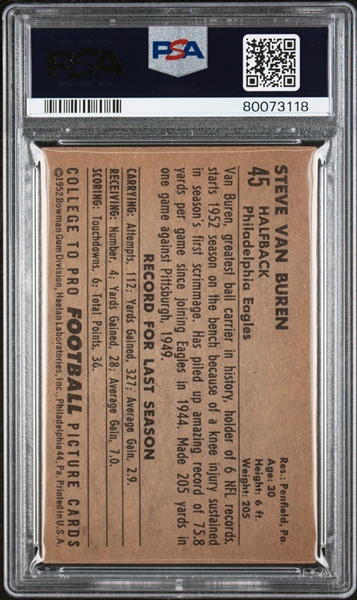 PSA
PSA
80073118
STEVE VAN BUREN
45 HALFBACK
Philadelphia Eagles
Res.: Penfield, Pa.
Age: 30
Height: 6 ft.
Weight: 205
Van Buren, greatest ball carrier in history, holder of 6 NFL records,
starts 1952 season on the bench because of a knee injury sustained
in season's first scrimmage. Has piled up amazing record of 75.8
yards per game since joining Eagles in 1944. Made 205 yards in
one game against Pittsburgh, 1949.
RECORD FOR LAST SEASON
CARRYING: Attempts, 112; Yards Gained, 327; Average Gain, 2.9.
RECEIVING: Number, 4; Yards Gained, 28. Average Gain, 7.0.
SCORING: Touchdowns, 6; Total Points, 36.
COLLEGE TO PRO FOOTBALL PICTURE CARDS
©1952 Bowman Gum Division, Haelan Laboratories, Inc., Philadelphia 44, Pa. Printed in U.S.A.